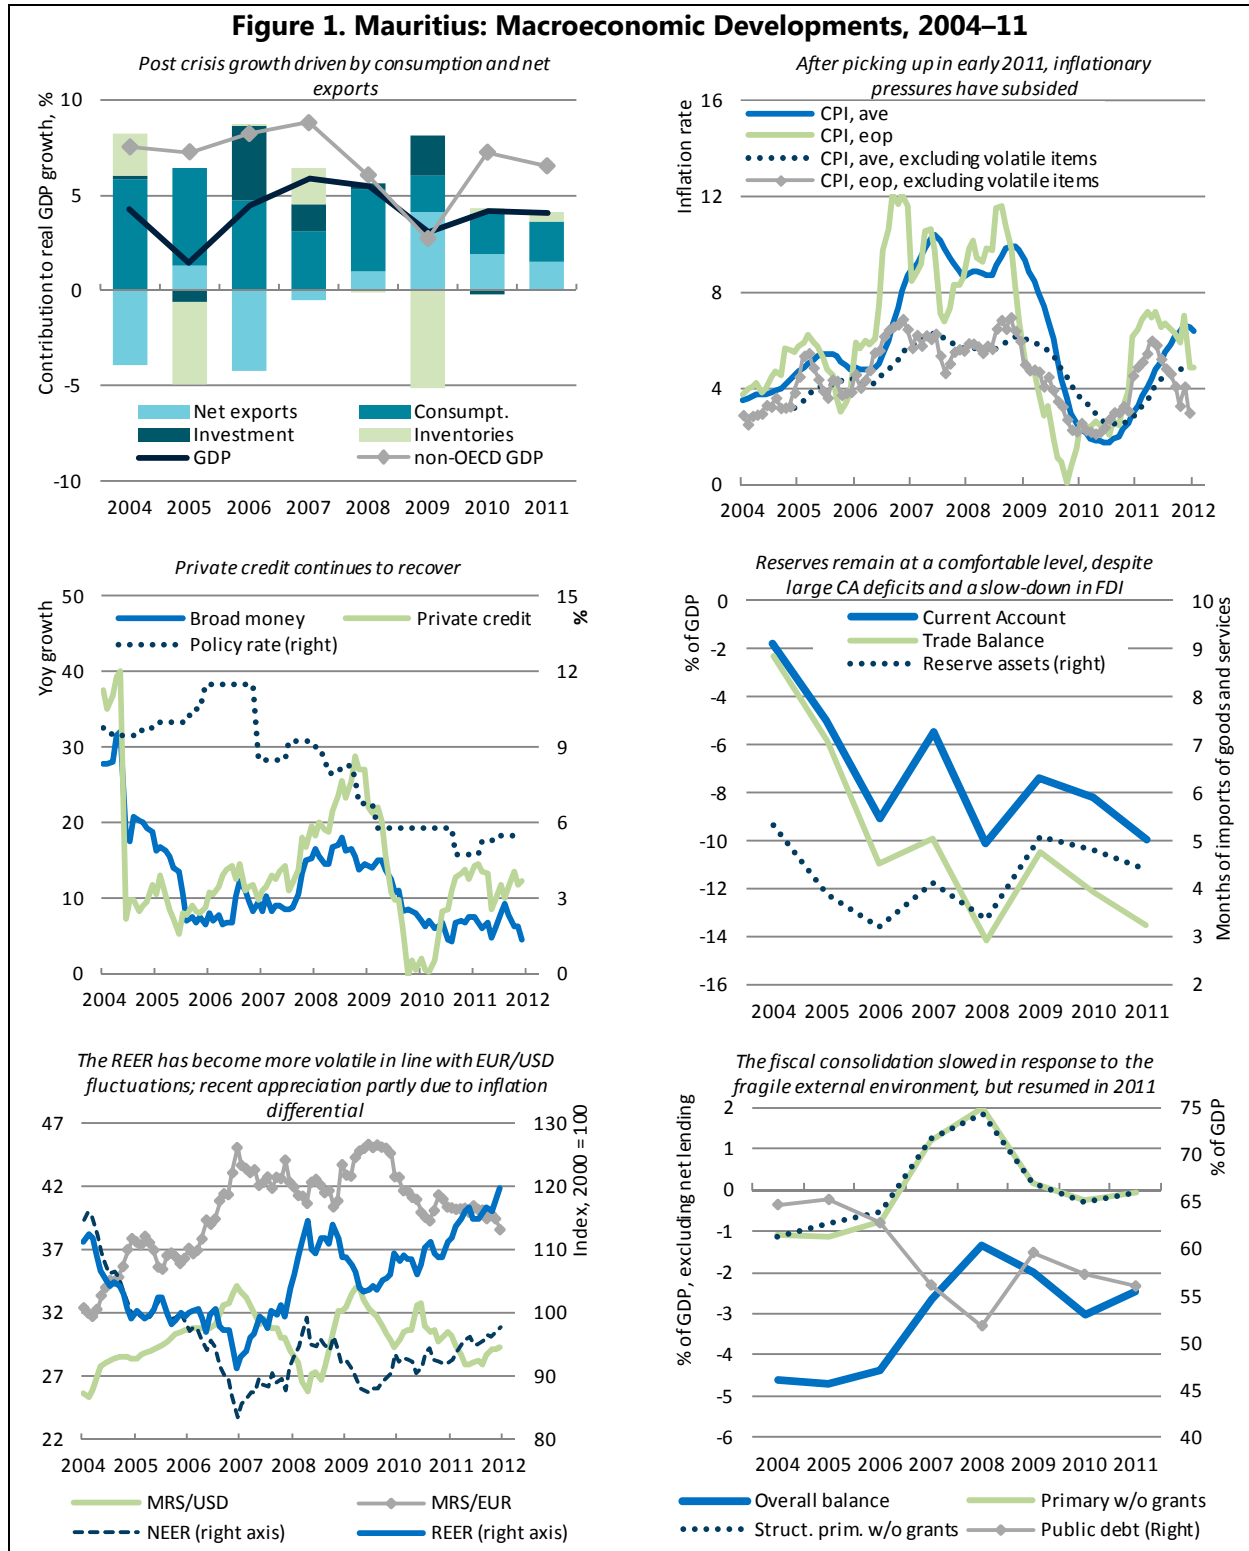 Figure 1. Mauritius: Macroeconomic Developments, 2004–11
Post crisis growth driven by consumption and net
exports
Contribution to real GDP growth, %
10
5
0
-5
-10
Net exports
Consumpt.
Investment
Inventories
GDP
non-OECD GDP
2004 2005 2006 2007 2008 2009 2010 2011
After picking up in early 2011, inflationary
pressures have subsided
Inflation rate
16
12
8
4
0
CPI, ave
CPI, eop
CPI, ave, excluding volatile items
CPI, eop, excluding volatile items
2004 2005 2006 2007 2008 2009 2010 2011 2012
Private credit continues to recover
Yoy growth
50
40
30
20
10
0
Broad money
Private credit
Policy rate (right)
15
12
9
6
3
0
%
2004 2005 2006 2007 2008 2009 2010 2011 2012
Reserves remain at a comfortable level, despite
large CA deficits and a slow-down in FDI
% of GDP
0
-2
-4
-6
-8
-10
-12
-14
-16
Current Account
Trade Balance
Reserve assets (right)
10
9
8
7
6
5
4
3
2
Months of imports of goods and services
2004 2005 2006 2007 2008 2009 2010 2011
The REER has become more volatile in line with EUR/USD
fluctuations; recent appreciation partly due to inflation
differential
47
42
37
32
27
22
130
120
110
100
90
80
Index, 2000 = 100
2004 2005 2006 2007 2008 2009 2010 2011 2012
MRS/USD
MRS/EUR
NEER (right axis)
REER (right axis)
The fiscal consolidation slowed in response to the
fragile external environment, but resumed in 2011
% of GDP, excluding net lending
2
1
0
-1
-2
-3
-4
-5
-6
75
70
65
60
55
50
45
40
% of GDP
2004 2005 2006 2007 2008 2009 2010 2011
Overall balance
Primary w/o grants
Struct. prim. w/o grants
Public debt (Right)